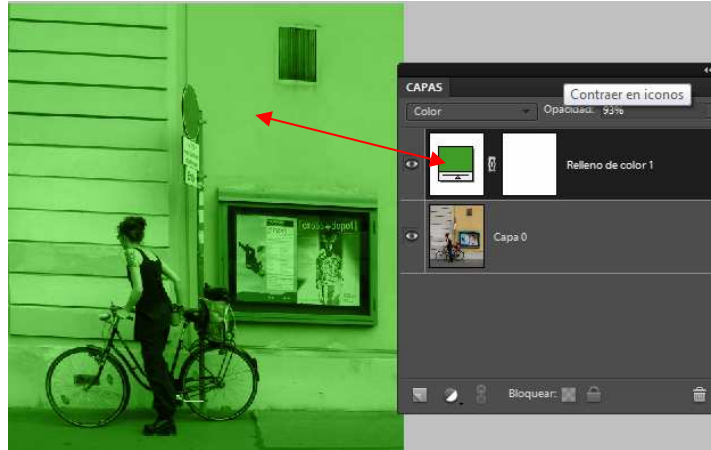 CAPAS
Contraer en iconos
Color
Opacidad: 93%
Relleno de color 1
Capa 0
Bloquear: